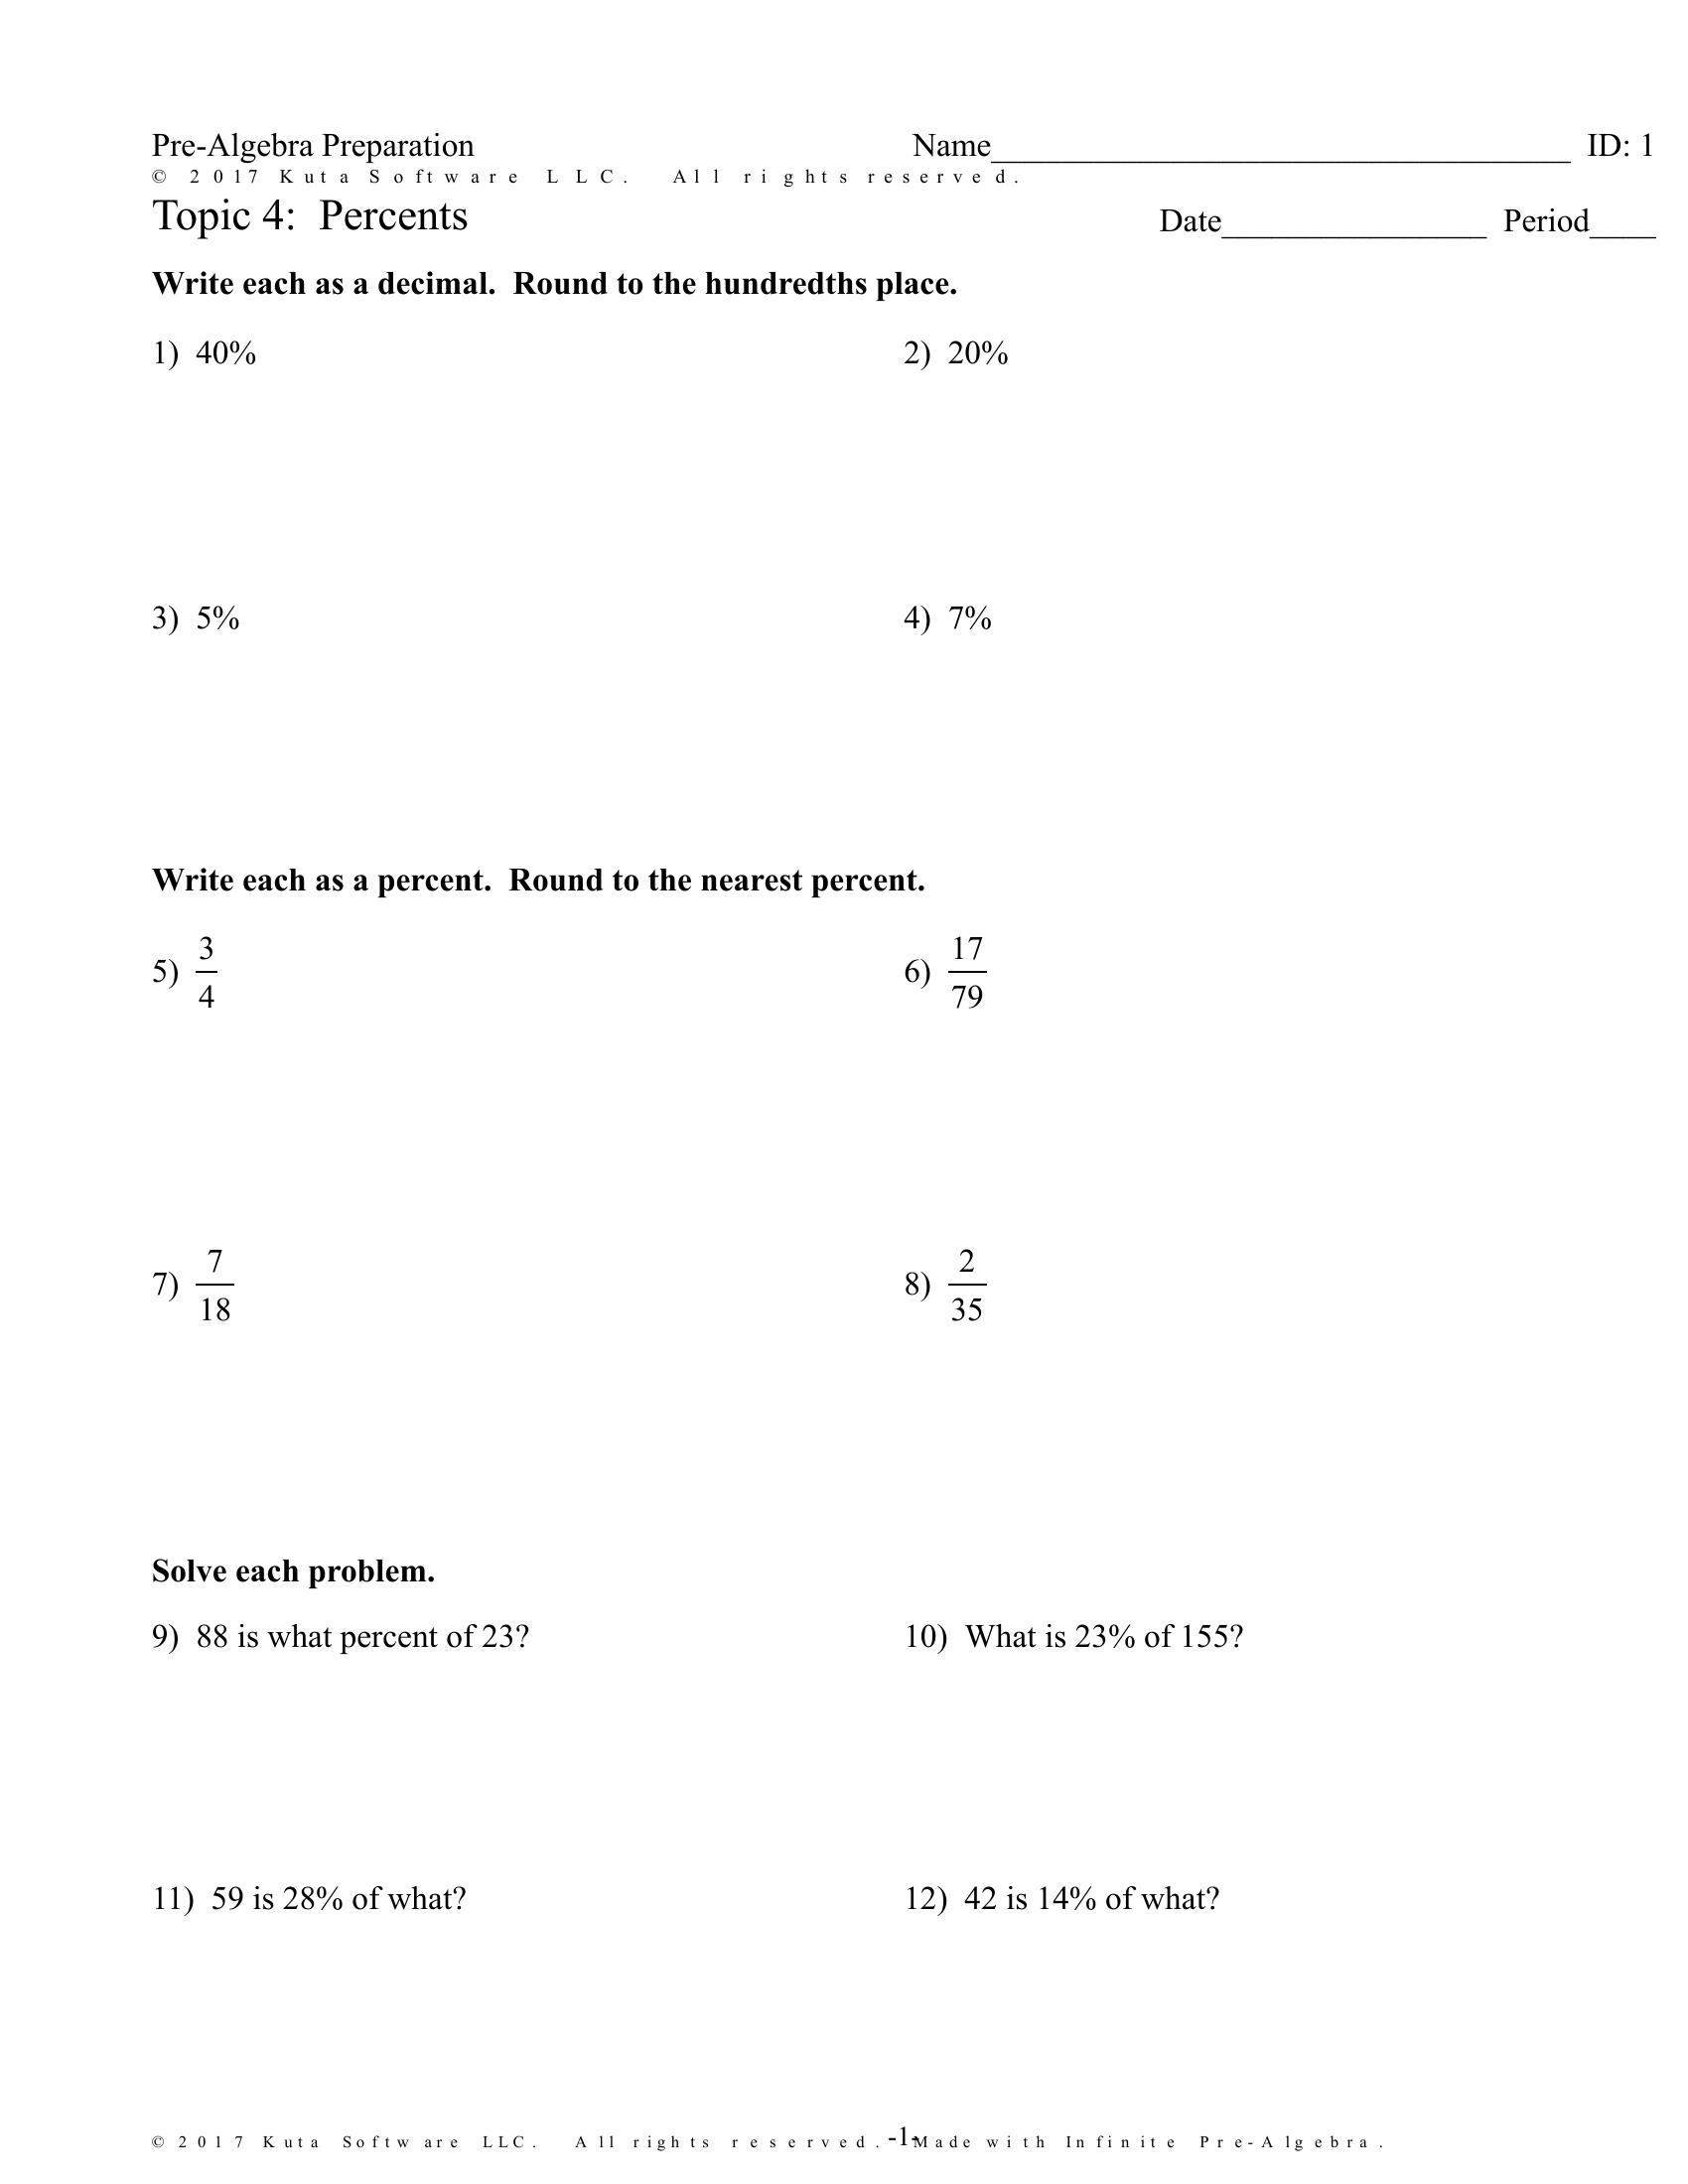 Pre-Algebra Preparation Name___________________________________ ID: 1
© 2017 Kuta Software LLC. All rights reserved.
Topic 4: Percents Date________________ Period____
Write each as a decimal. Round to the hundredths place.
1) 40% 2) 20%
3) 5% 4) 7%
Write each as a percent. Round to the nearest percent.
5) 3/4 6) 17/79
7) 7/18 8) 2/35
Solve each problem.
9) 88 is what percent of 23? 10) What is 23% of 155?
11) 59 is 28% of what? 12) 42 is 14% of what?
© 2017 Kuta Software LLC. All rights reserved. -1- Made with Infinite Pre-Algebra.